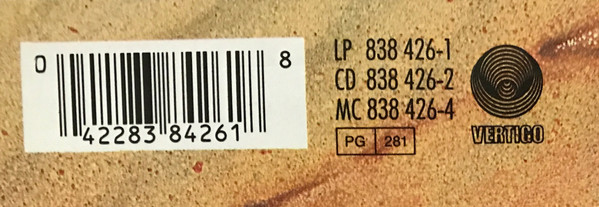 0 42283 84261 8
LP 838 426-1
CD 838 426-2
MC 838 426-4
PG 281
VERTIGO